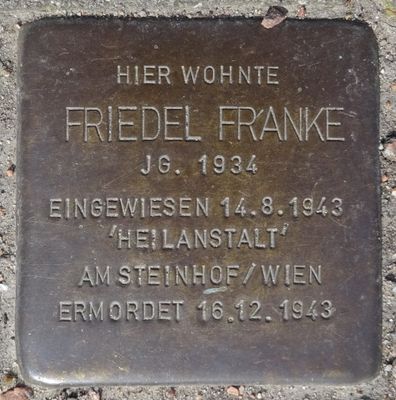 HIER WOHNTE
FRIEDEL FRANKE
JG. 1934
EINGEWIESEN 14.8.1943
'HEILANSTALT'
AM STEINHOF/WIEN
ERMORDET 16.12.1943